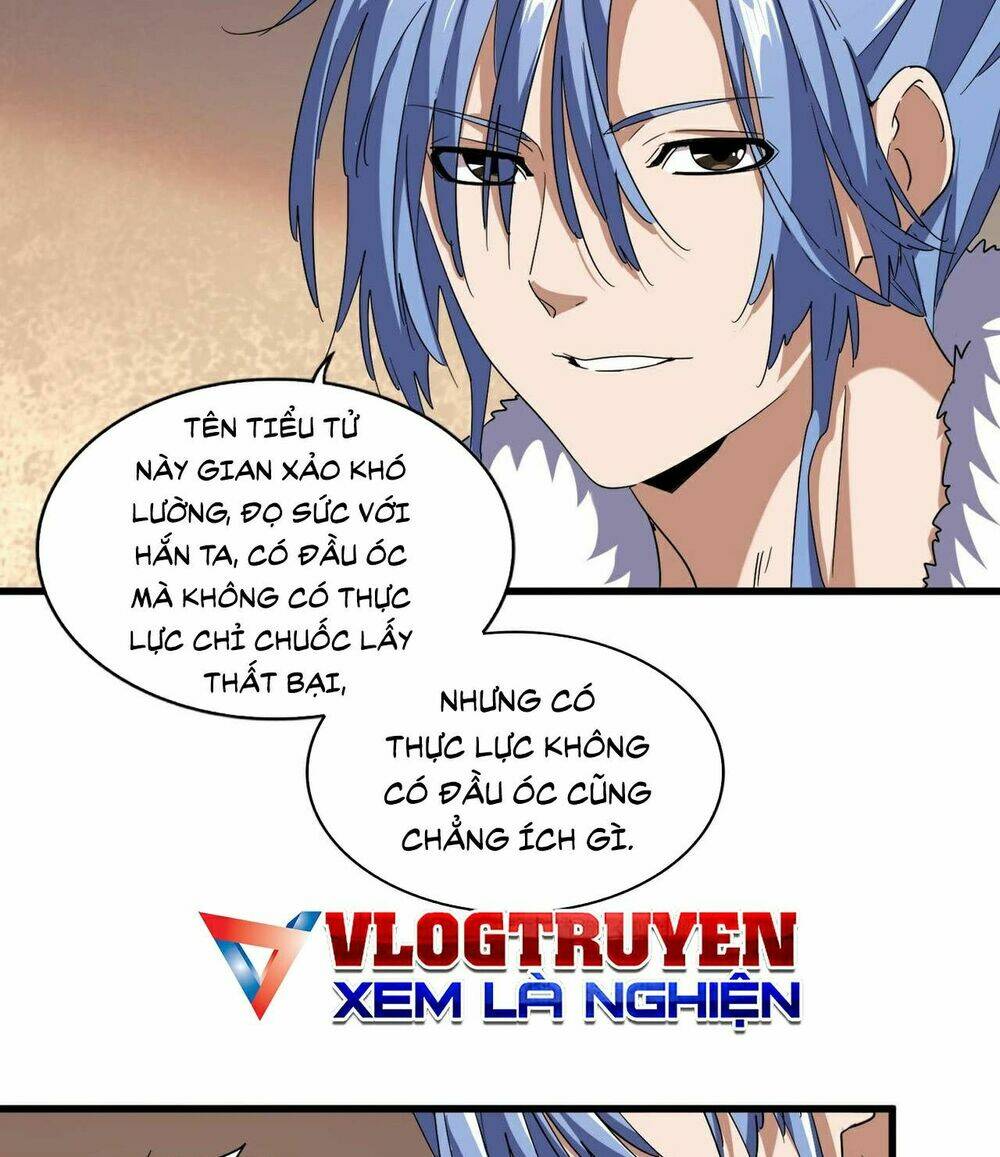 TÊN TIỂU TỬ
NÀY GIAN XẢO KHÓ
LƯỜNG, ĐỌ SỨC VỚI
HẮN TA, CÓ ĐẦU ÓC
MÀ KHÔNG CÓ THỰC
LỰC CHỈ CHUỐC LẤY
THẤT BẠI,
NHƯNG CÓ
THỰC LỰC KHÔNG
CÓ ĐẦU ÓC CŨNG
CHẲNG ÍCH GÌ.
VLOGTRUYEN
XEM LÀ NGHIỆN